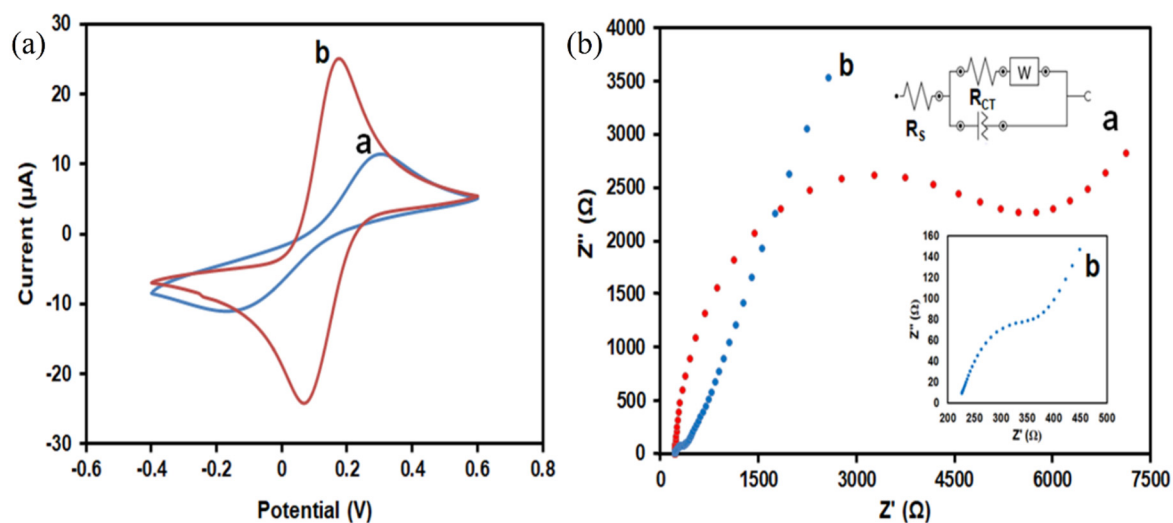 (a)
30
20
10
0
-10
-20
-30
-0.6
-0.4
-0.2
0
0.2
0.4
0.6
0.8
Current (µA)
Potential (V)
b
a
(b)
4000
3500
3000
2500
2000
1500
1000
500
0
0
1500
3000
4500
6000
7500
Z'' (Ω)
Z' (Ω)
b
a
R_S
R_CT
W
160
140
120
100
80
60
40
20
0
200
250
300
350
400
450
500
Z'' (Ω)
Z' (Ω)
b